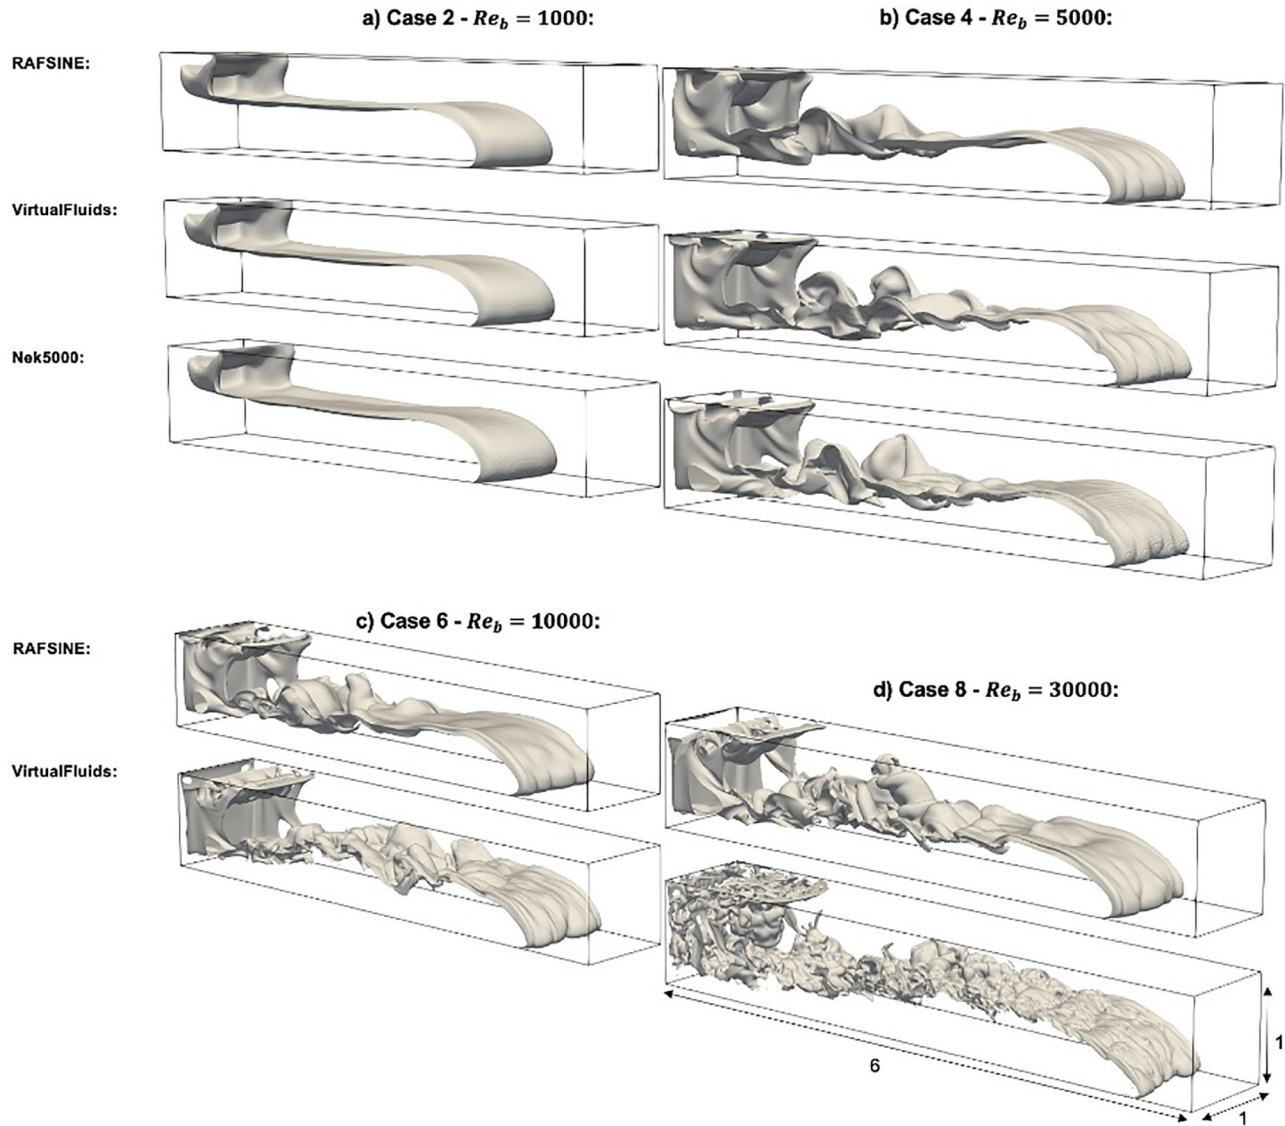 a) Case 2 - Re_b = 1000:
b) Case 4 - Re_b = 5000:
RAFSINE:
VirtualFluids:
Nek5000:
c) Case 6 - Re_b = 10000:
RAFSINE:
d) Case 8 - Re_b = 30000:
VirtualFluids:
1
6
1